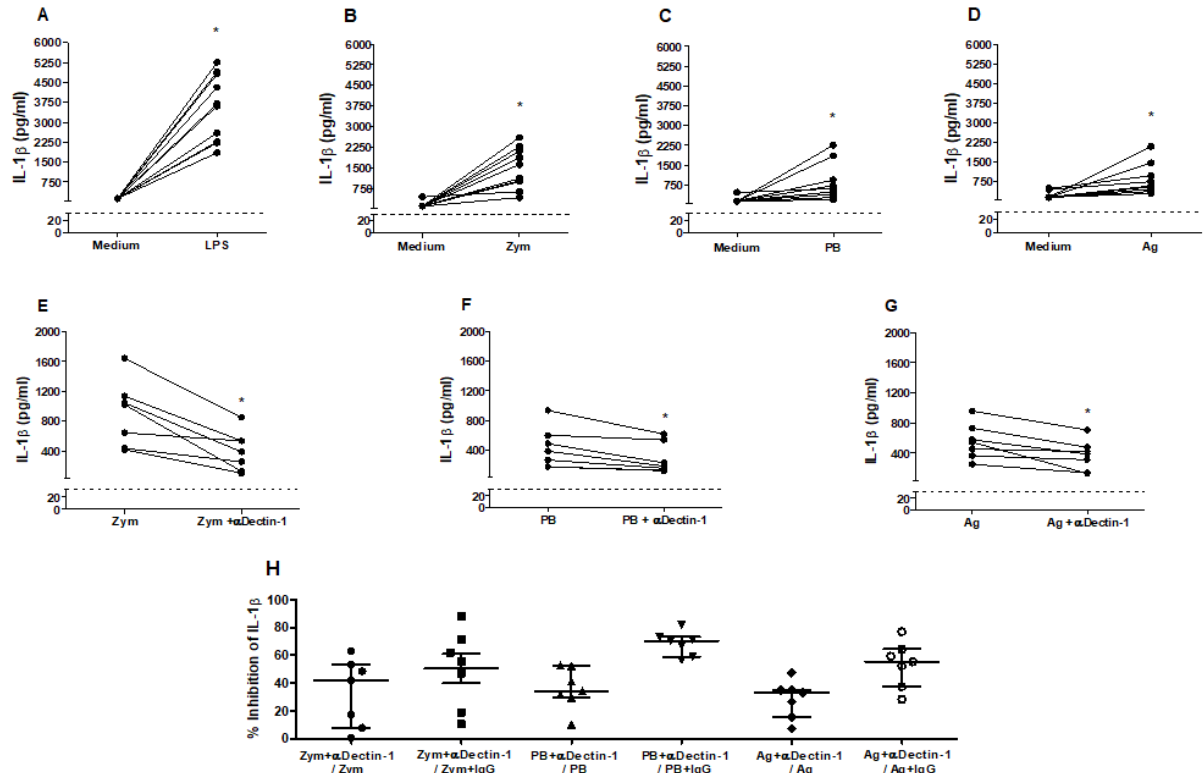 A
*
6000
5250
4500
3750
3000
2250
1500
750
20
0
IL-1β (pg/ml)
Medium
LPS
B
*
6000
5250
4500
3750
3000
2250
1500
750
20
0
IL-1β (pg/ml)
Medium
Zym
C
*
6000
5250
4500
3750
3000
2250
1500
750
20
0
IL-1β (pg/ml)
Medium
PB
D
*
6000
5250
4500
3750
3000
2250
1500
750
20
0
IL-1β (pg/ml)
Medium
Ag
E
*
2000
1600
1200
800
400
20
0
IL-1β (pg/ml)
Zym
Zym +αDectin-1
F
*
2000
1600
1200
800
400
20
0
IL-1β (pg/ml)
PB
PB + αDectin-1
G
*
2000
1600
1200
800
400
20
0
IL-1β (pg/ml)
Ag
Ag + αDectin-1
H
100
80
60
40
20
0
% Inhibition of IL-1β
Zym+αDectin-1
/ Zym
Zym+αDectin-1
/ Zym+IgG
PB+αDectin-1
/ PB
PB+αDectin-1
/ PB+IgG
Ag+αDectin-1
/ Ag
Ag+αDectin-1
/ Ag+IgG